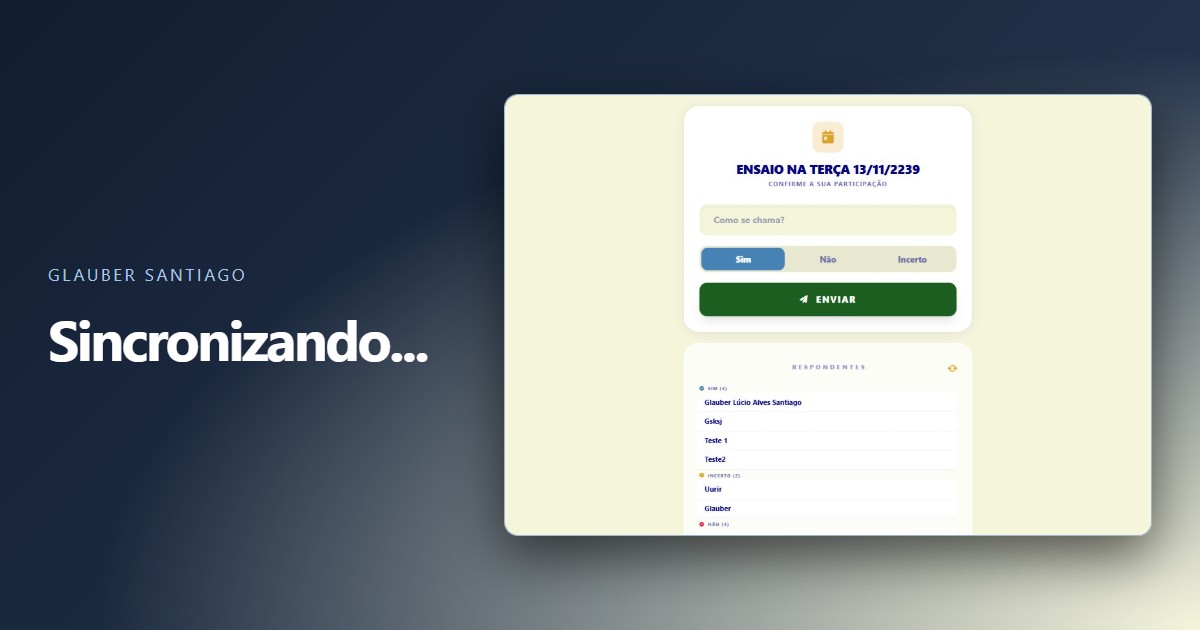 GLAUBER SANTIAGO
Sincronizando...
ENSAIO NA TERÇA 13/11/2239
CONFIRME A SUA PARTICIPAÇÃO
Como se chama?
Sim Não Incerto
ENVIAR
RESPONDENTES
SIM (4)
Glauber Lúcio Alves Santiago
Gsksj
Teste 1
Teste2
INCERTO (2)
Uurir
Glauber
NÃO (4)